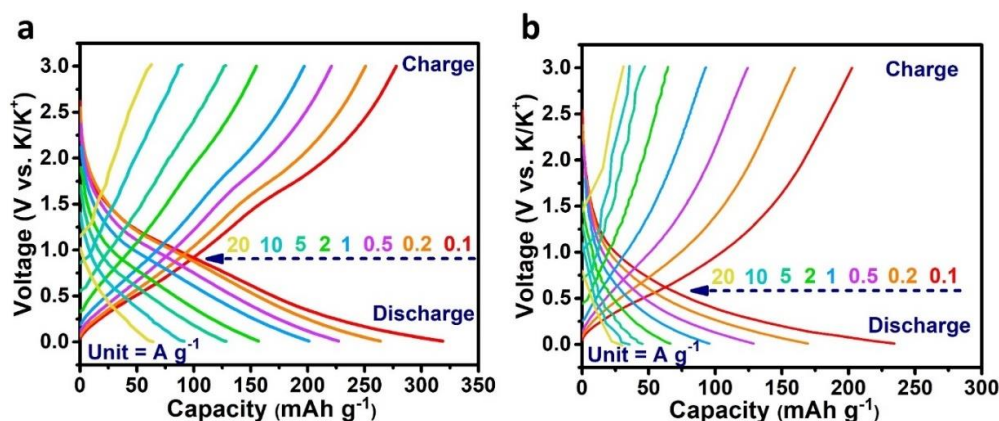 a
Charge
Voltage (V vs. K/K⁺)
3.0
2.5
2.0
1.5
1.0
0.5
0.0
20 10 5 2 1 0.5 0.2 0.1
Discharge
Unit = A g⁻¹
0 50 100 150 200 250 300 350
Capacity (mAh g⁻¹)
b
Charge
Voltage (V vs. K/K⁺)
3.0
2.5
2.0
1.5
1.0
0.5
0.0
20 10 5 2 1 0.5 0.2 0.1
Discharge
Unit = A g⁻¹
0 50 100 150 200 250 300
Capacity (mAh g⁻¹)